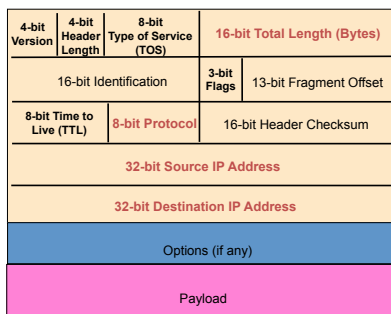 4-bit
Version
4-bit
Header
Length
8-bit
Type of Service
(TOS)
16-bit Total Length (Bytes)
16-bit Identification
3-bit
Flags
13-bit Fragment Offset
8-bit Time to
Live (TTL)
8-bit Protocol
16-bit Header Checksum
32-bit Source IP Address
32-bit Destination IP Address
Options (if any)
Payload